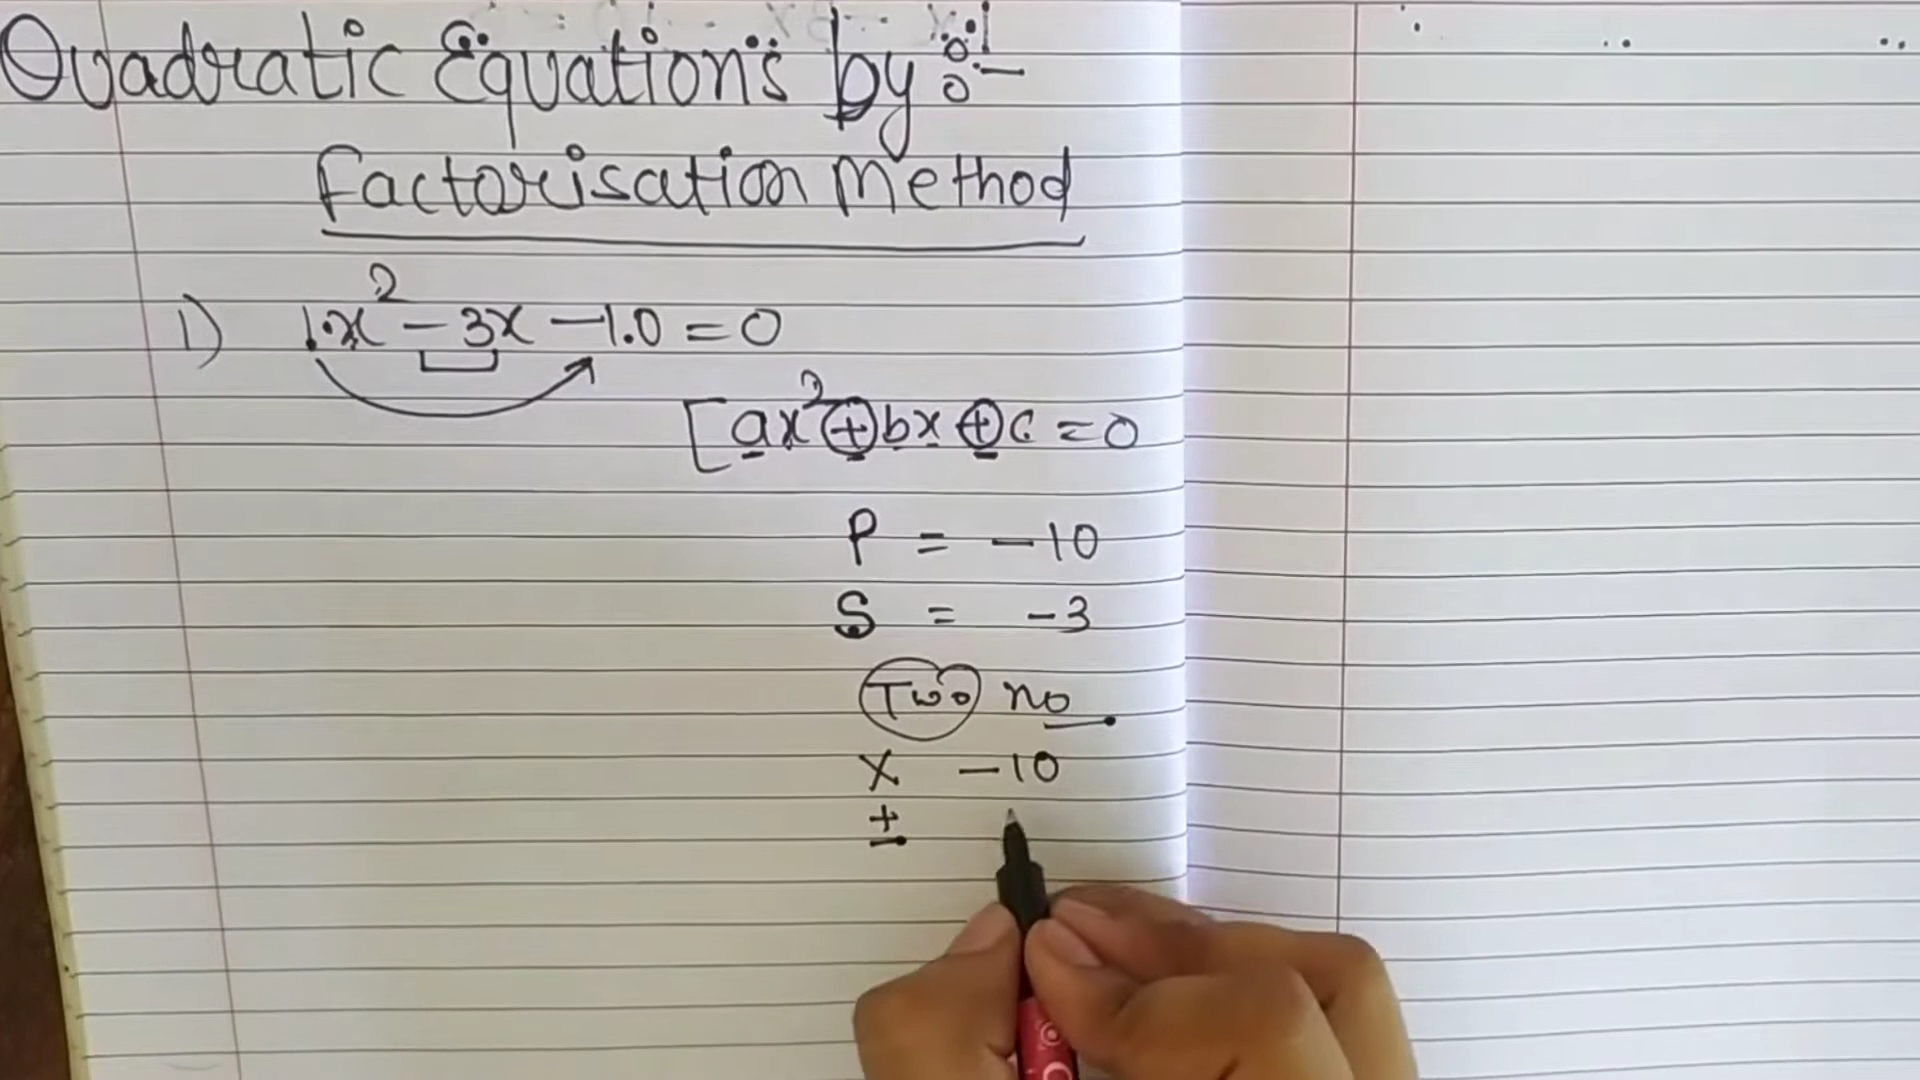 Quadratic Equations by :-
Factorisation Method
1) 1.x² - 3x - 1.0 = 0
[ax² + bx + c = 0
P = -10
S = -3
Two no
X -10
+